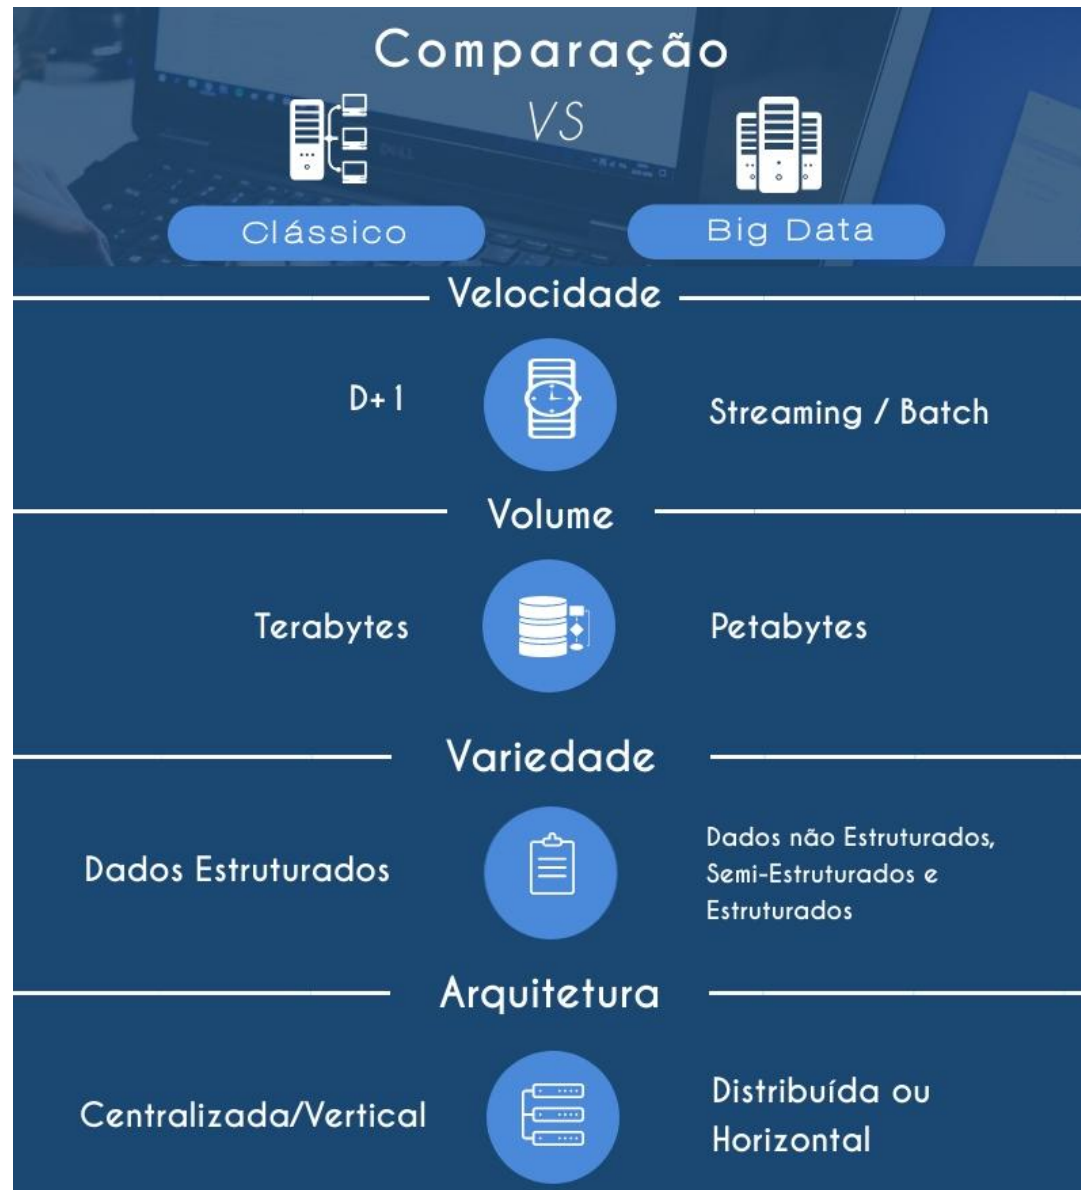 Comparação
VS
Clássico
Big Data
Velocidade
D+1
Streaming / Batch
Volume
Terabytes
Petabytes
Variedade
Dados Estruturados
Dados não Estruturados,
Semi-Estruturados e
Estruturados
Arquitetura
Centralizada/Vertical
Distribuída ou
Horizontal